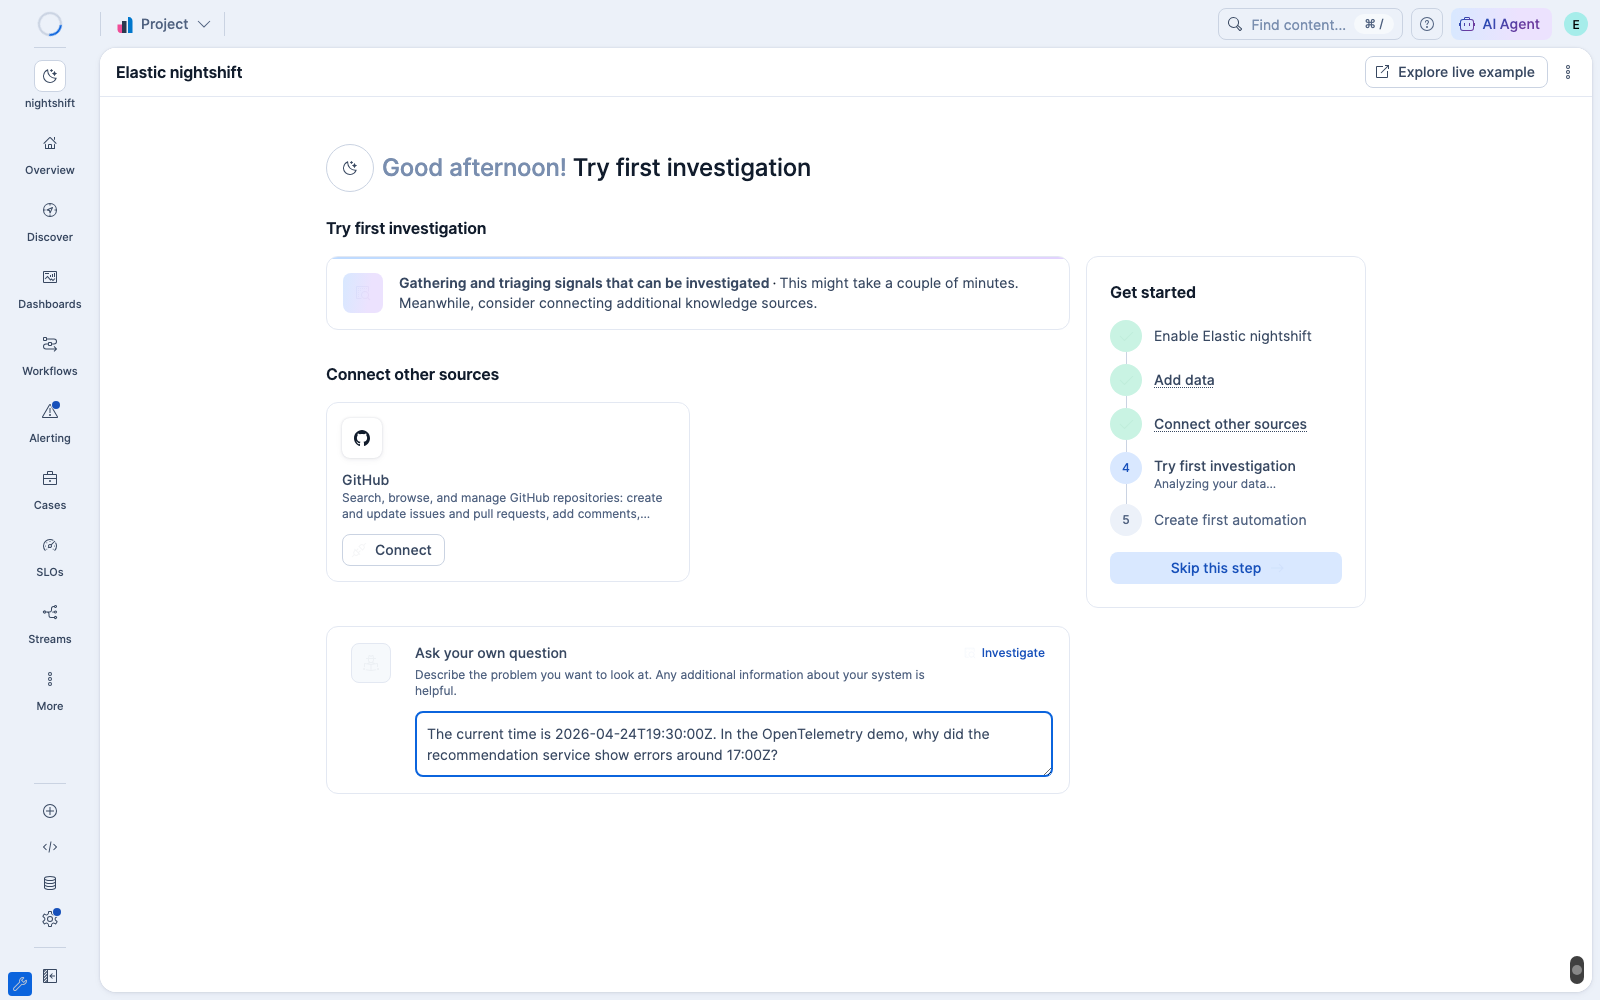 Project
Find content...
⌘ /
AI Agent
E
Elastic nightshift
Explore live example
nightshift
Overview
Discover
Dashboards
Workflows
Alerting
Cases
SLOs
Streams
More
Good afternoon! Try first investigation
Try first investigation
Gathering and triaging signals that can be investigated · This might take a couple of minutes.
Meanwhile, consider connecting additional knowledge sources.
Connect other sources
GitHub
Search, browse, and manage GitHub repositories: create
and update issues and pull requests, add comments,...
Connect
Get started
Enable Elastic nightshift
Add data
Connect other sources
4
Try first investigation
Analyzing your data...
5
Create first automation
Skip this step
Ask your own question
Investigate
Describe the problem you want to look at. Any additional information about your system is
helpful.
The current time is 2026-04-24T19:30:00Z. In the OpenTelemetry demo, why did the
recommendation service show errors around 17:00Z?